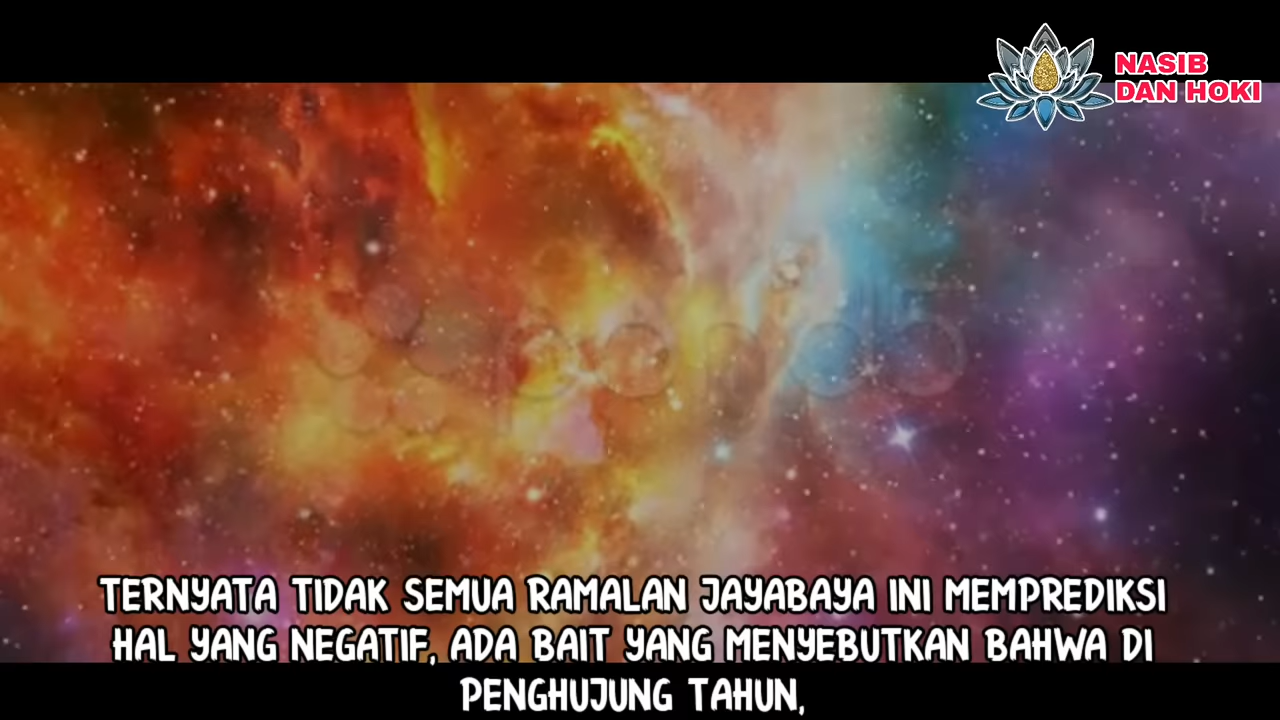 NASIB
DAN HOKI
TERNYATA TIDAK SEMUA RAMALAN JAYABAYA INI MEMPREDIKSI
HAL YANG NEGATIF, ADA BAIT YANG MENYEBUTKAN BAHWA DI
PENGHUJUNG TAHUN,